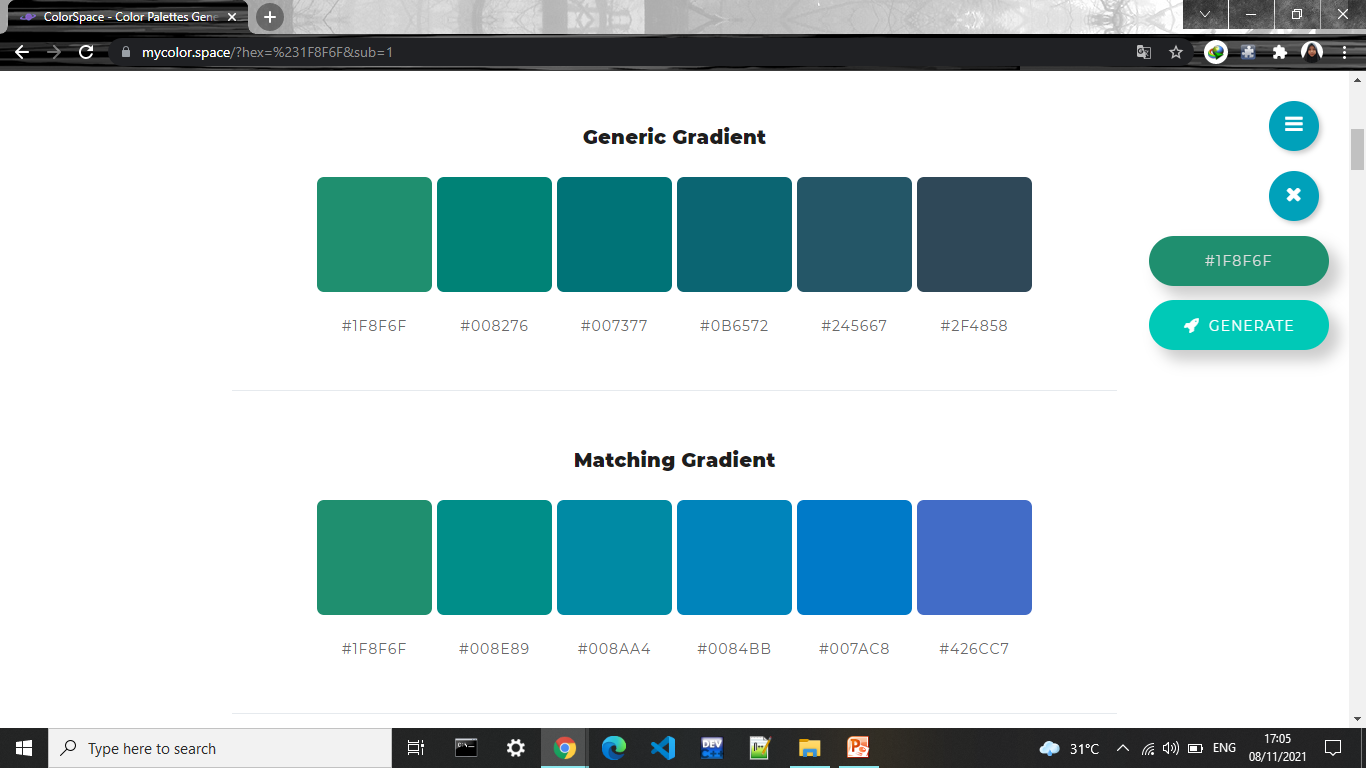 ColorSpace - Color Palettes Gene
mycolor.space/?hex=%231F8F6F&sub=1
Generic Gradient
#1F8F6F #008276 #007377 #0B6572 #245667 #2F4858
#1F8F6F
GENERATE
Matching Gradient
#1F8F6F #008E89 #008AA4 #0084BB #007AC8 #426CC7
Type here to search
DEV
31°C
ENG
17:05
08/11/2021